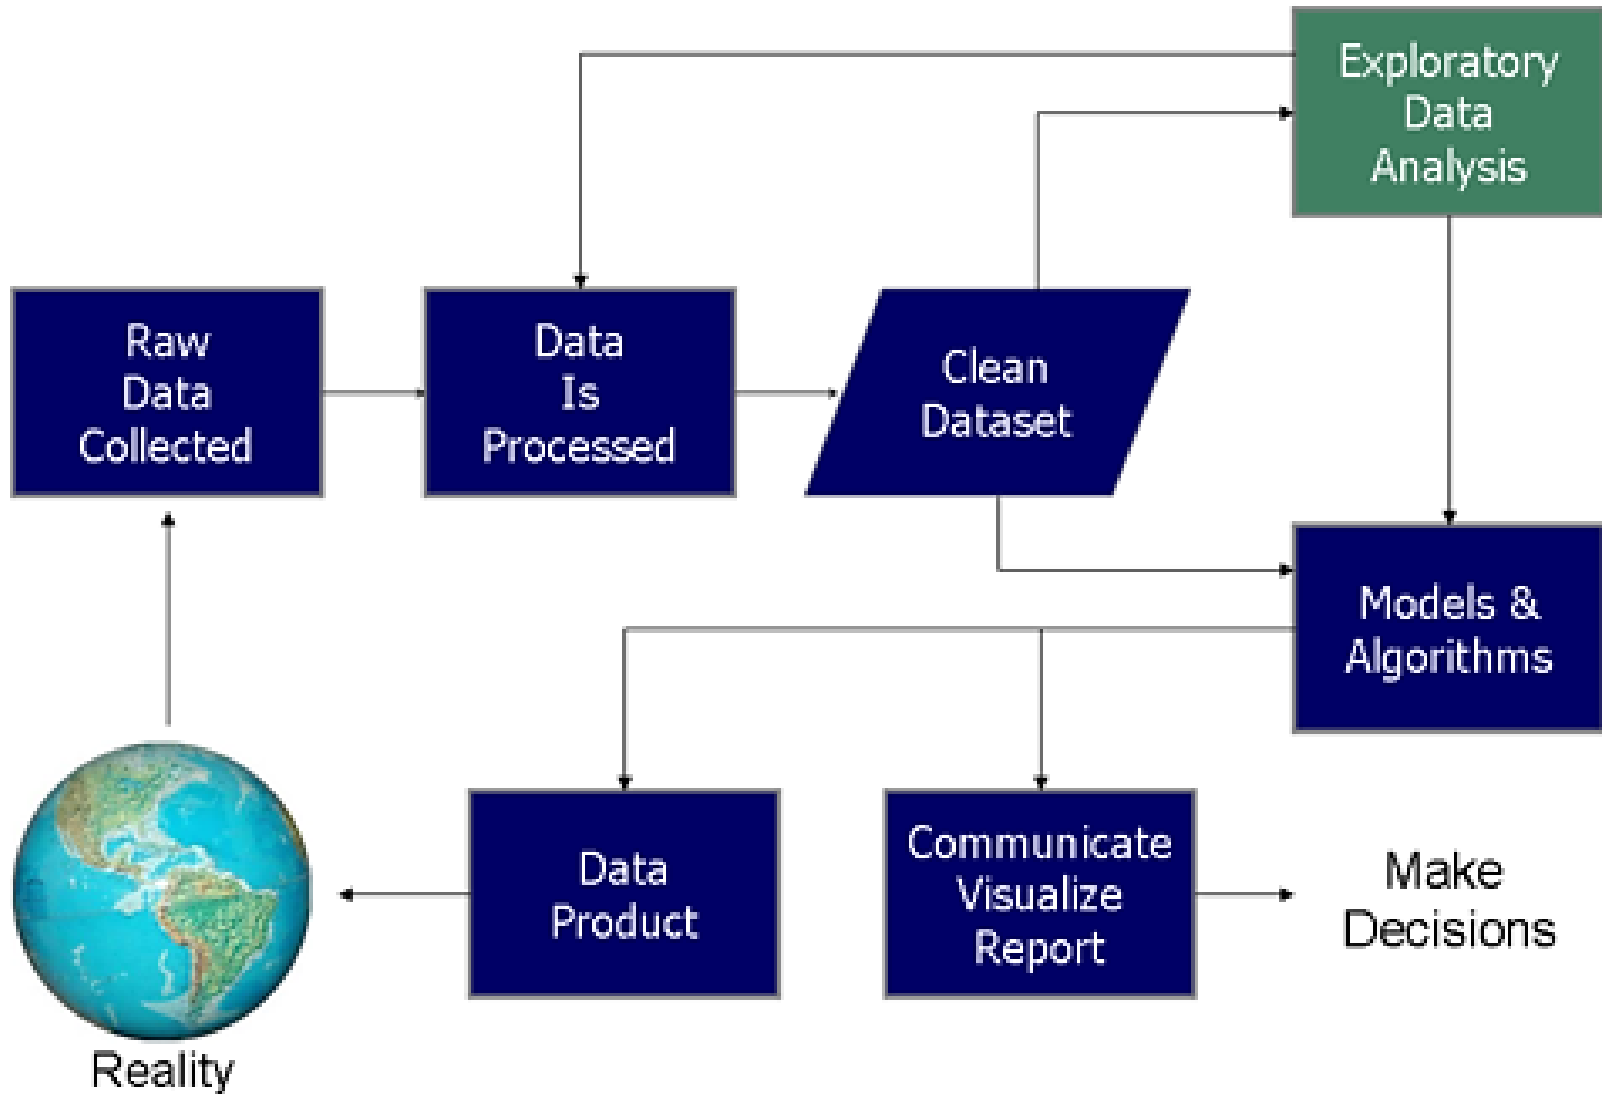 Exploratory
Data
Analysis
Raw
Data
Collected
Data
Is
Processed
Clean
Dataset
Models &
Algorithms
Data
Product
Communicate
Visualize
Report
Make
Decisions
Reality